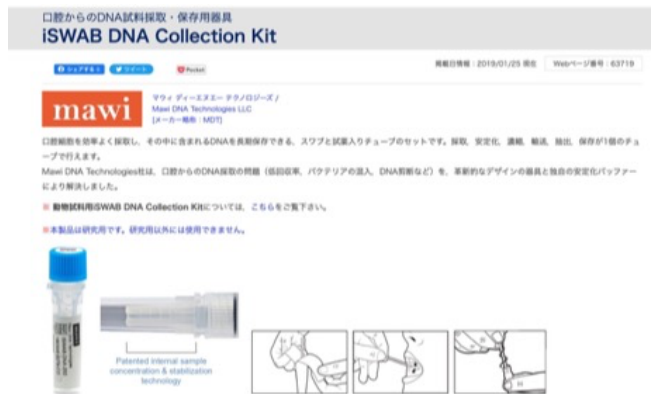 口腔からのDNA試料採取・保存用器具
iSWAB DNA Collection Kit
シェアする
ツイート
Pocket
掲載日情報：2019/01/25 現在
Webページ番号：63719
mawi
マウィ ディーエヌエー テクノロジーズ /
Mawi DNA Technologies LLC
[メーカー略称：MDT]
口腔細胞を効率よく採取し、その中に含まれるDNAを長期保存できる、スワブと試薬入りチューブのセットです。採取、安定化、濃縮、輸送、抽出、保存が1個のチュ
ーブで行えます。
Mawi DNA Technologies社は、口腔からのDNA採取の問題（低回収率、バクテリアの混入、DNA剪断など）を、革新的なデザインの器具と独自の安定化バッファー
により解決しました。
※ 動物試料用iSWAB DNA Collection Kitについては、こちらをご覧下さい。
※本製品は研究用です。研究用以外には使用できません。
Patented internal sample
concentration & stabilization
technology